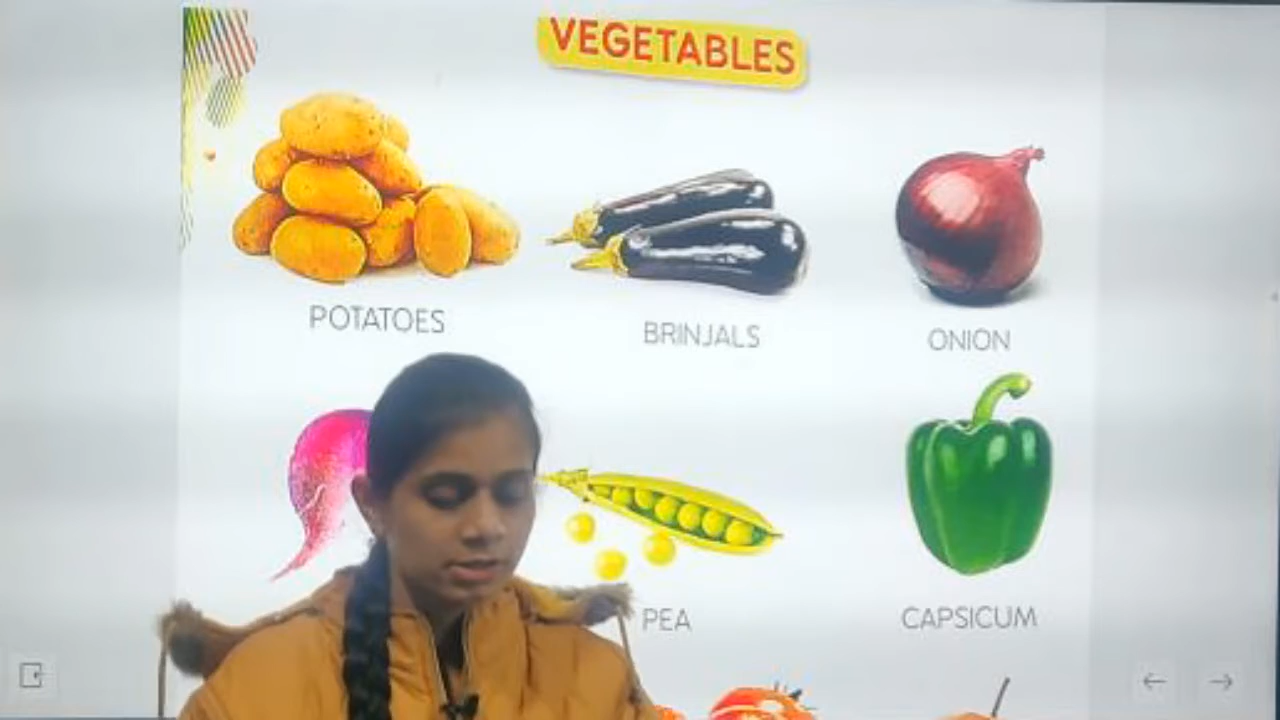 VEGETABLES
POTATOES
BRINJALS
ONION
PEA
CAPSICUM